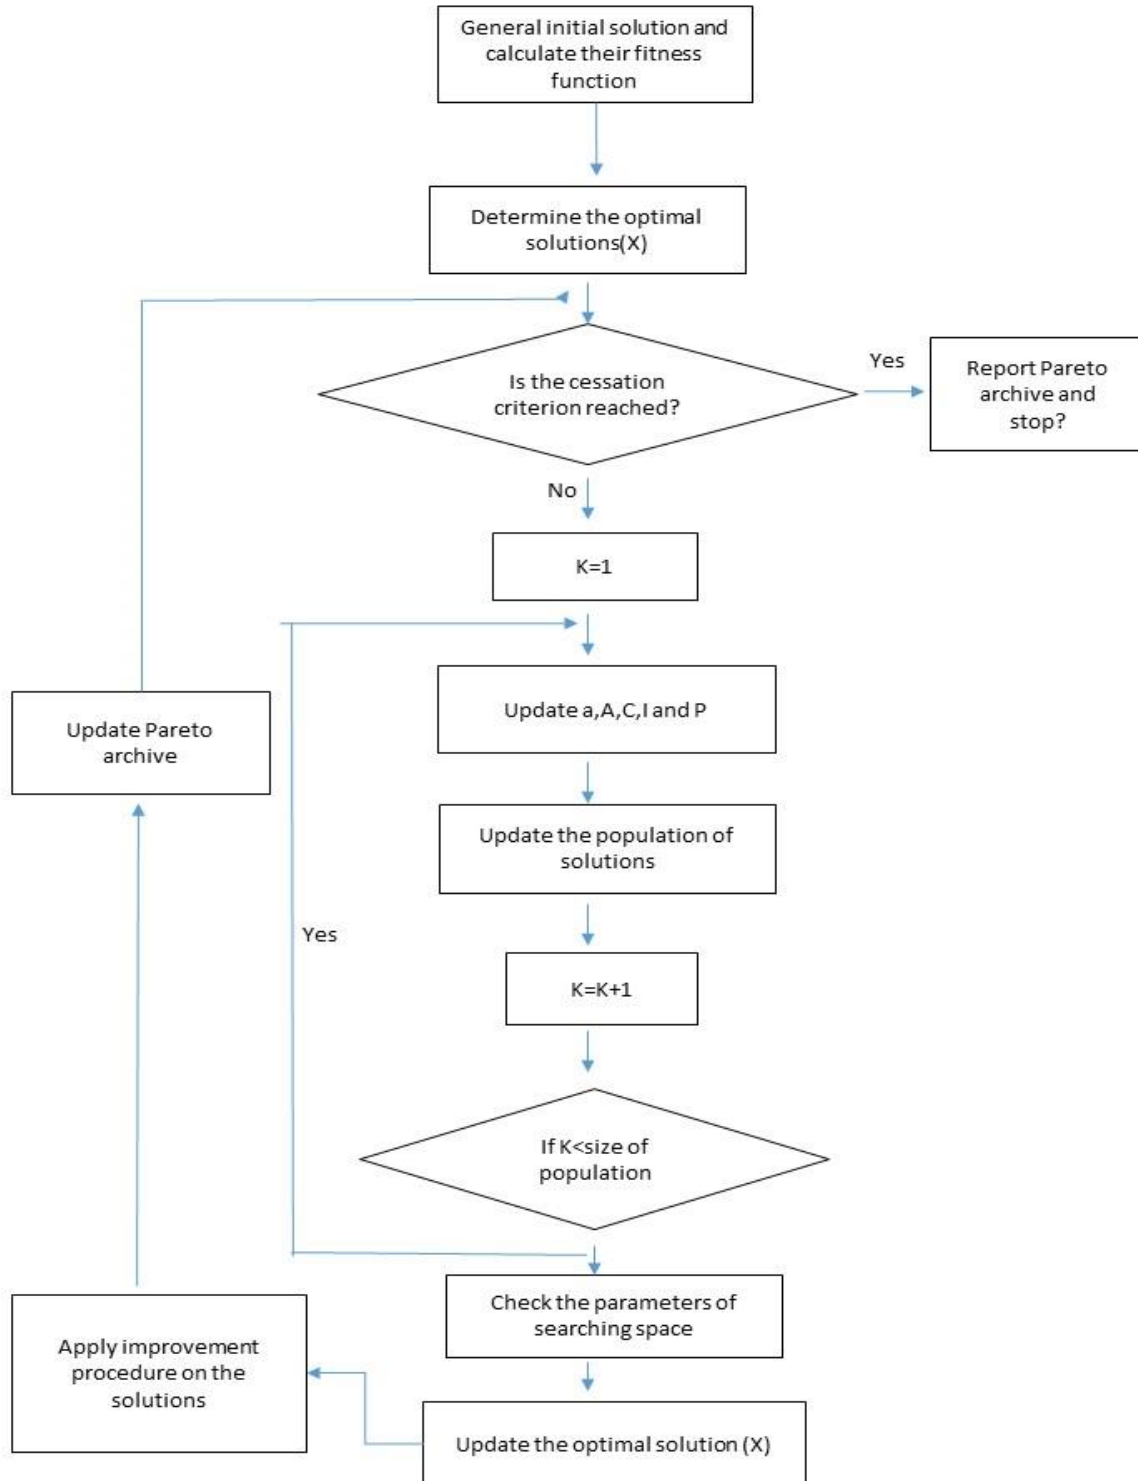 General initial solution and
calculate their fitness
function
Determine the optimal
solutions(X)
Is the cessation
criterion reached?
Yes
Report Pareto
archive and
stop?
No
K=1
Update a,A,C,I and P
Update Pareto
archive
Update the population of
solutions
Yes
K=K+1
If K<size of
population
Check the parameters of
searching space
Apply improvement
procedure on the
solutions
Update the optimal solution (X)